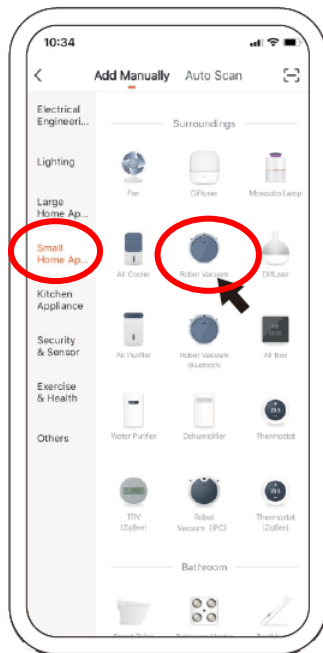 10:34
Add Manually Auto Scan
Electrical
Engineeri...
Lighting
Large
Home Ap...
Small
Home Ap...
Kitchen
Appliance
Security
& Sensor
Exercise
& Health
Others
Surroundings
Fan Diffuser Mosquito Lamp
Air Cooler Robot Vacuum Diffuser
Air Purifier Robot Vacuum
(Bluetooth) Air Box
Water Purifier Dehumidifier Thermostat
TRV
(ZigBee) Robot
Vacuum (IPC) Thermostat
(ZigBee)
Bathroom